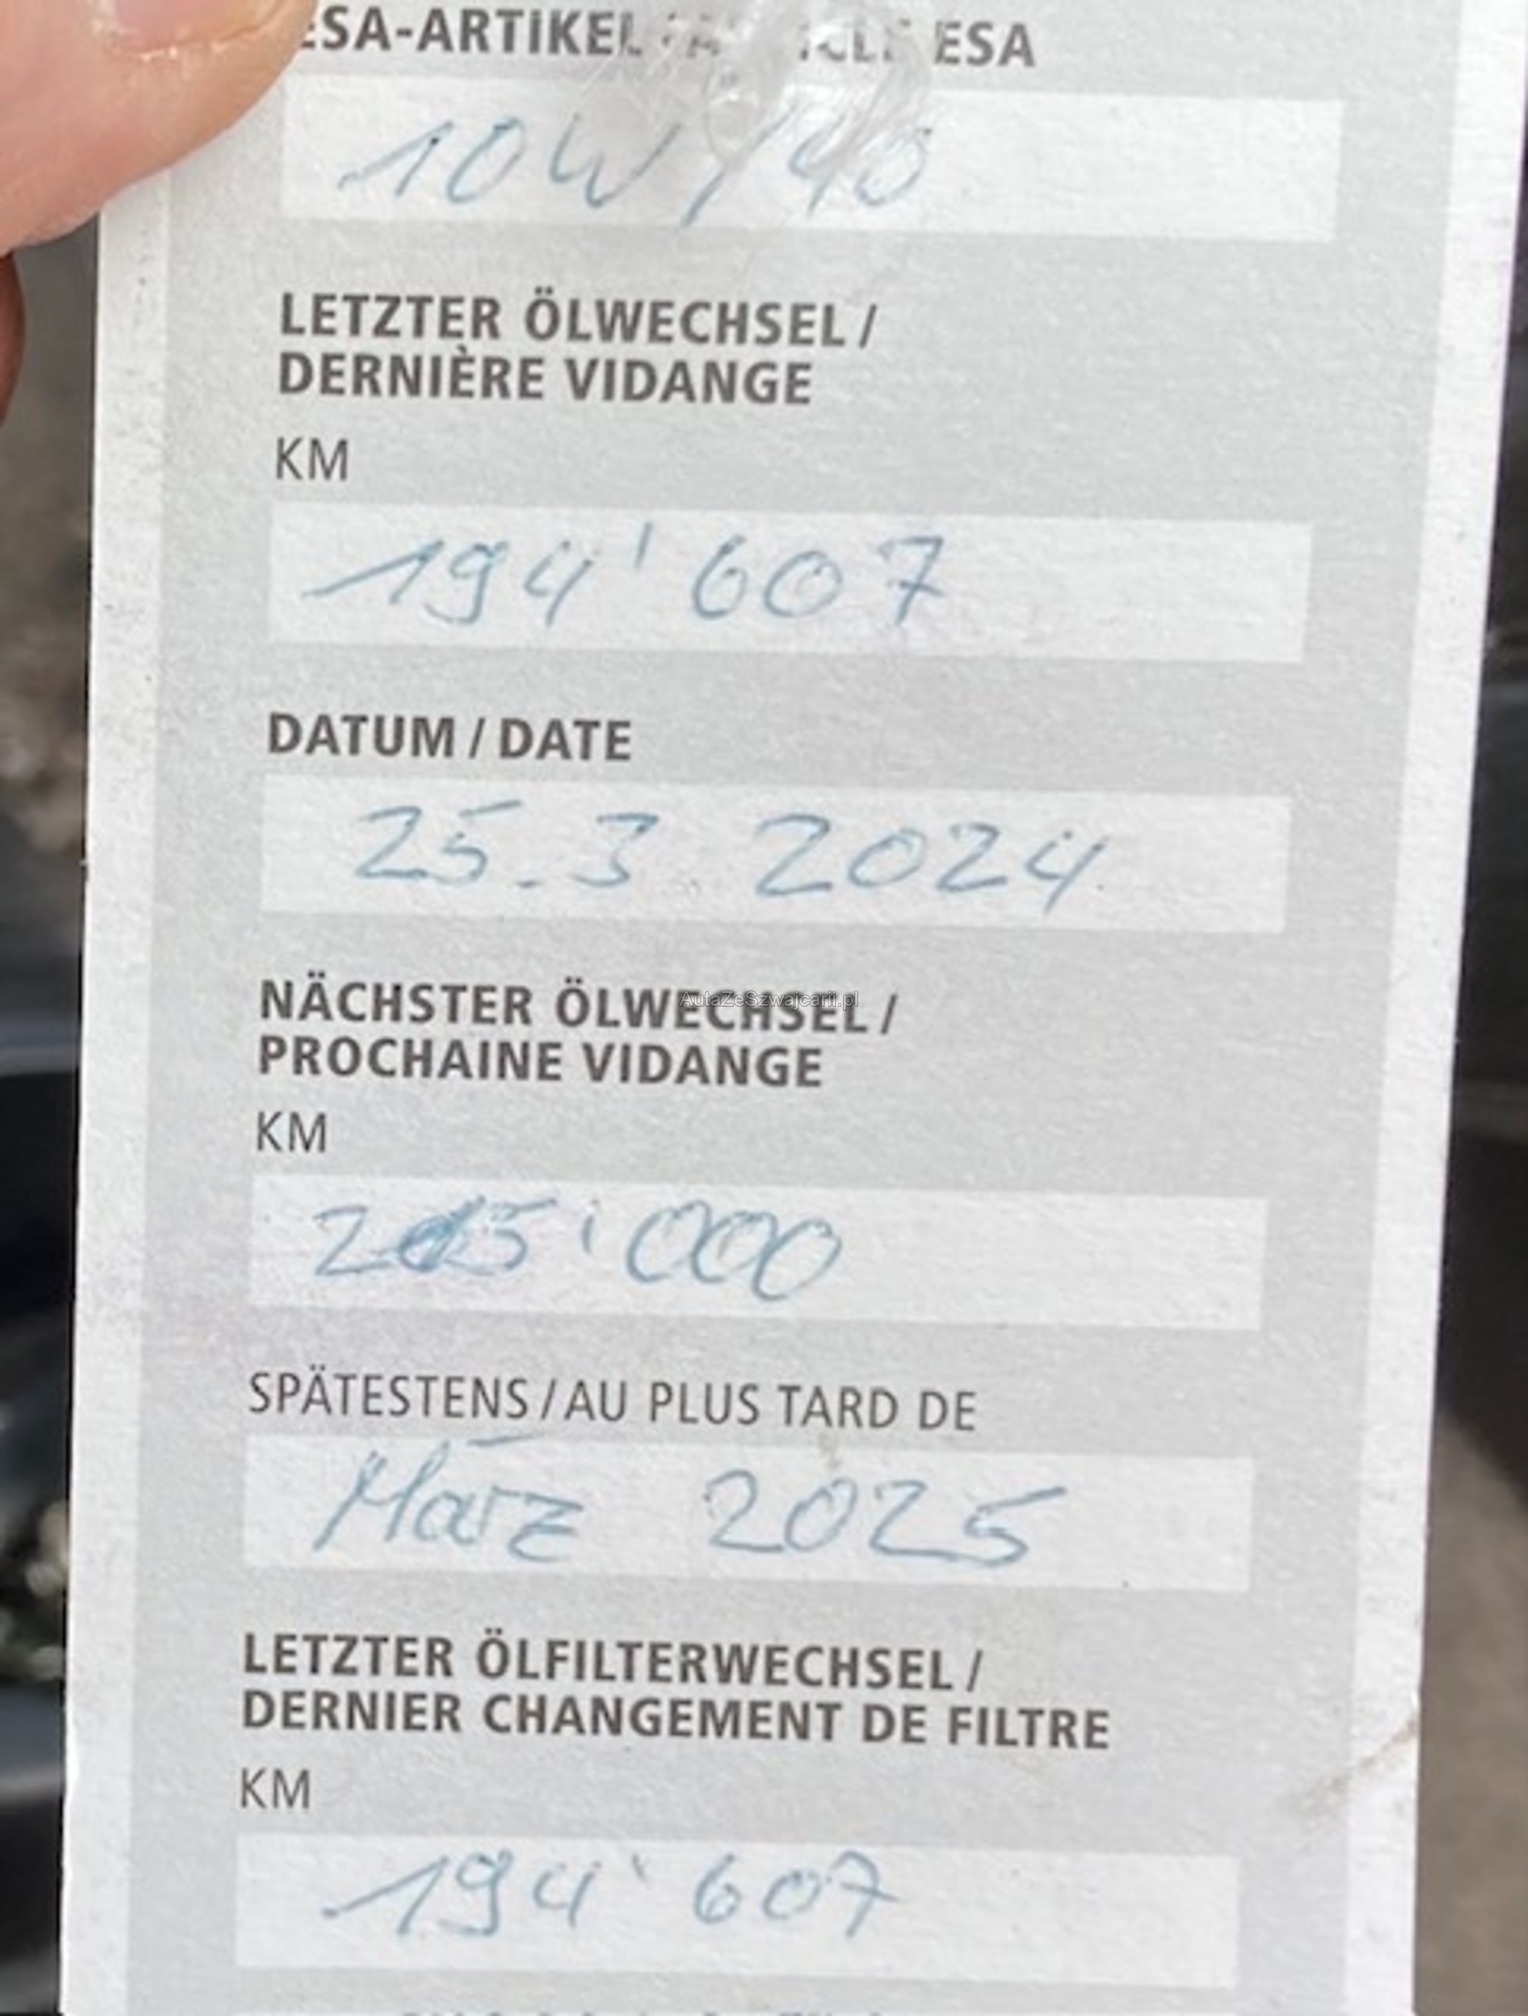 ESA-ARTIKEL / ARTICLE ESA
10W/40
LETZTER ÖLWECHSEL /
DERNIÈRE VIDANGE
KM
194'607
DATUM / DATE
25.3 2024
NÄCHSTER ÖLWECHSEL /
PROCHAINE VIDANGE
AutaZeSzwajcarii.pl
KM
SPÄTESTENS / AU PLUS TARD DE
März 2025
LETZTER ÖLFILTERWECHSEL /
DERNIER CHANGEMENT DE FILTRE
KM
194'607